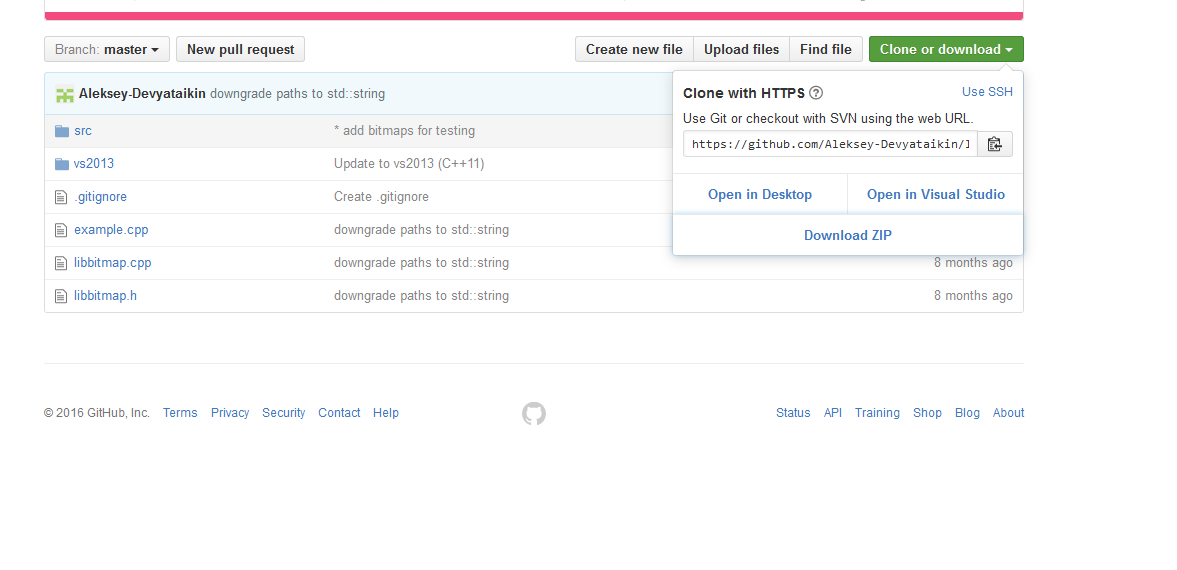 Branch: master New pull request Create new file Upload files Find file Clone or download
Aleksey-Devyataikin downgrade paths to std::string
Clone with HTTPS Use SSH
Use Git or checkout with SVN using the web URL.
https://github.com/Aleksey-Devyataikin/
Open in Desktop Open in Visual Studio
Download ZIP
src * add bitmaps for testing
vs2013 Update to vs2013 (C++11)
.gitignore Create .gitignore
example.cpp downgrade paths to std::string
libbitmap.cpp downgrade paths to std::string 8 months ago
libbitmap.h downgrade paths to std::string 8 months ago
© 2016 GitHub, Inc. Terms Privacy Security Contact Help Status API Training Shop Blog About